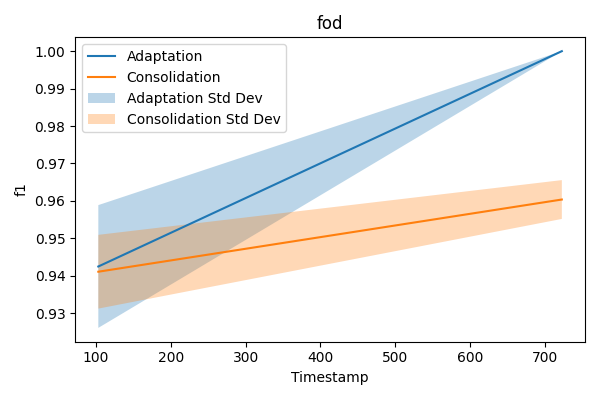 fod
Adaptation
Consolidation
Adaptation Std Dev
Consolidation Std Dev
1.00
0.99
0.98
0.97
0.96
0.95
0.94
0.93
f1
100 200 300 400 500 600 700
Timestamp